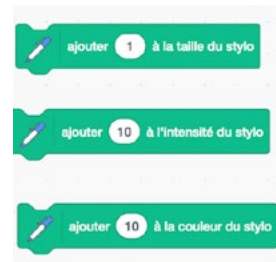 ajouter 1 à la taille du stylo
ajouter 10 à l'intensité du stylo
ajouter 10 à la couleur du stylo